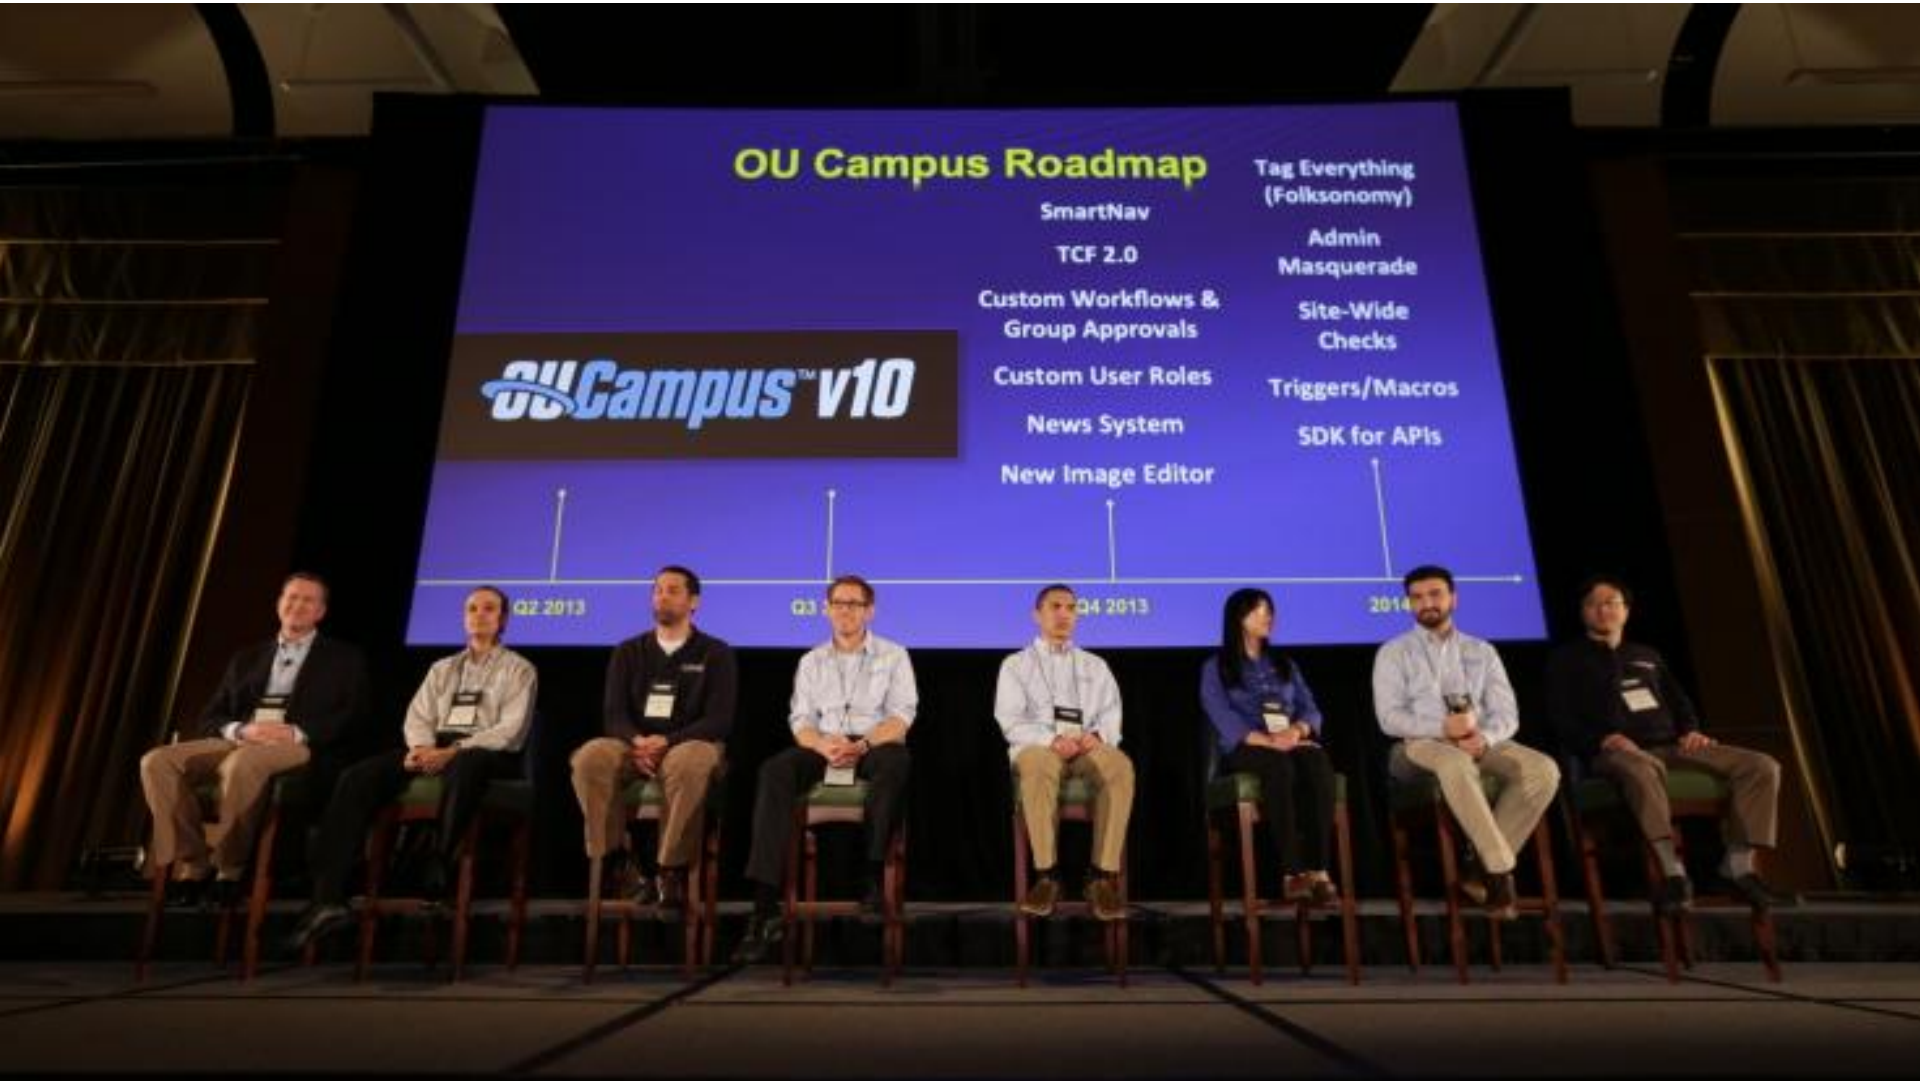 OU Campus Roadmap
OUCampus™ v10
SmartNav
TCF 2.0
Custom Workflows &
Group Approvals
Custom User Roles
News System
New Image Editor
Tag Everything
(Folksonomy)
Admin
Masquerade
Site-Wide
Checks
Triggers/Macros
SDK for APIs
Q2 2013
Q3
Q4 2013
2014